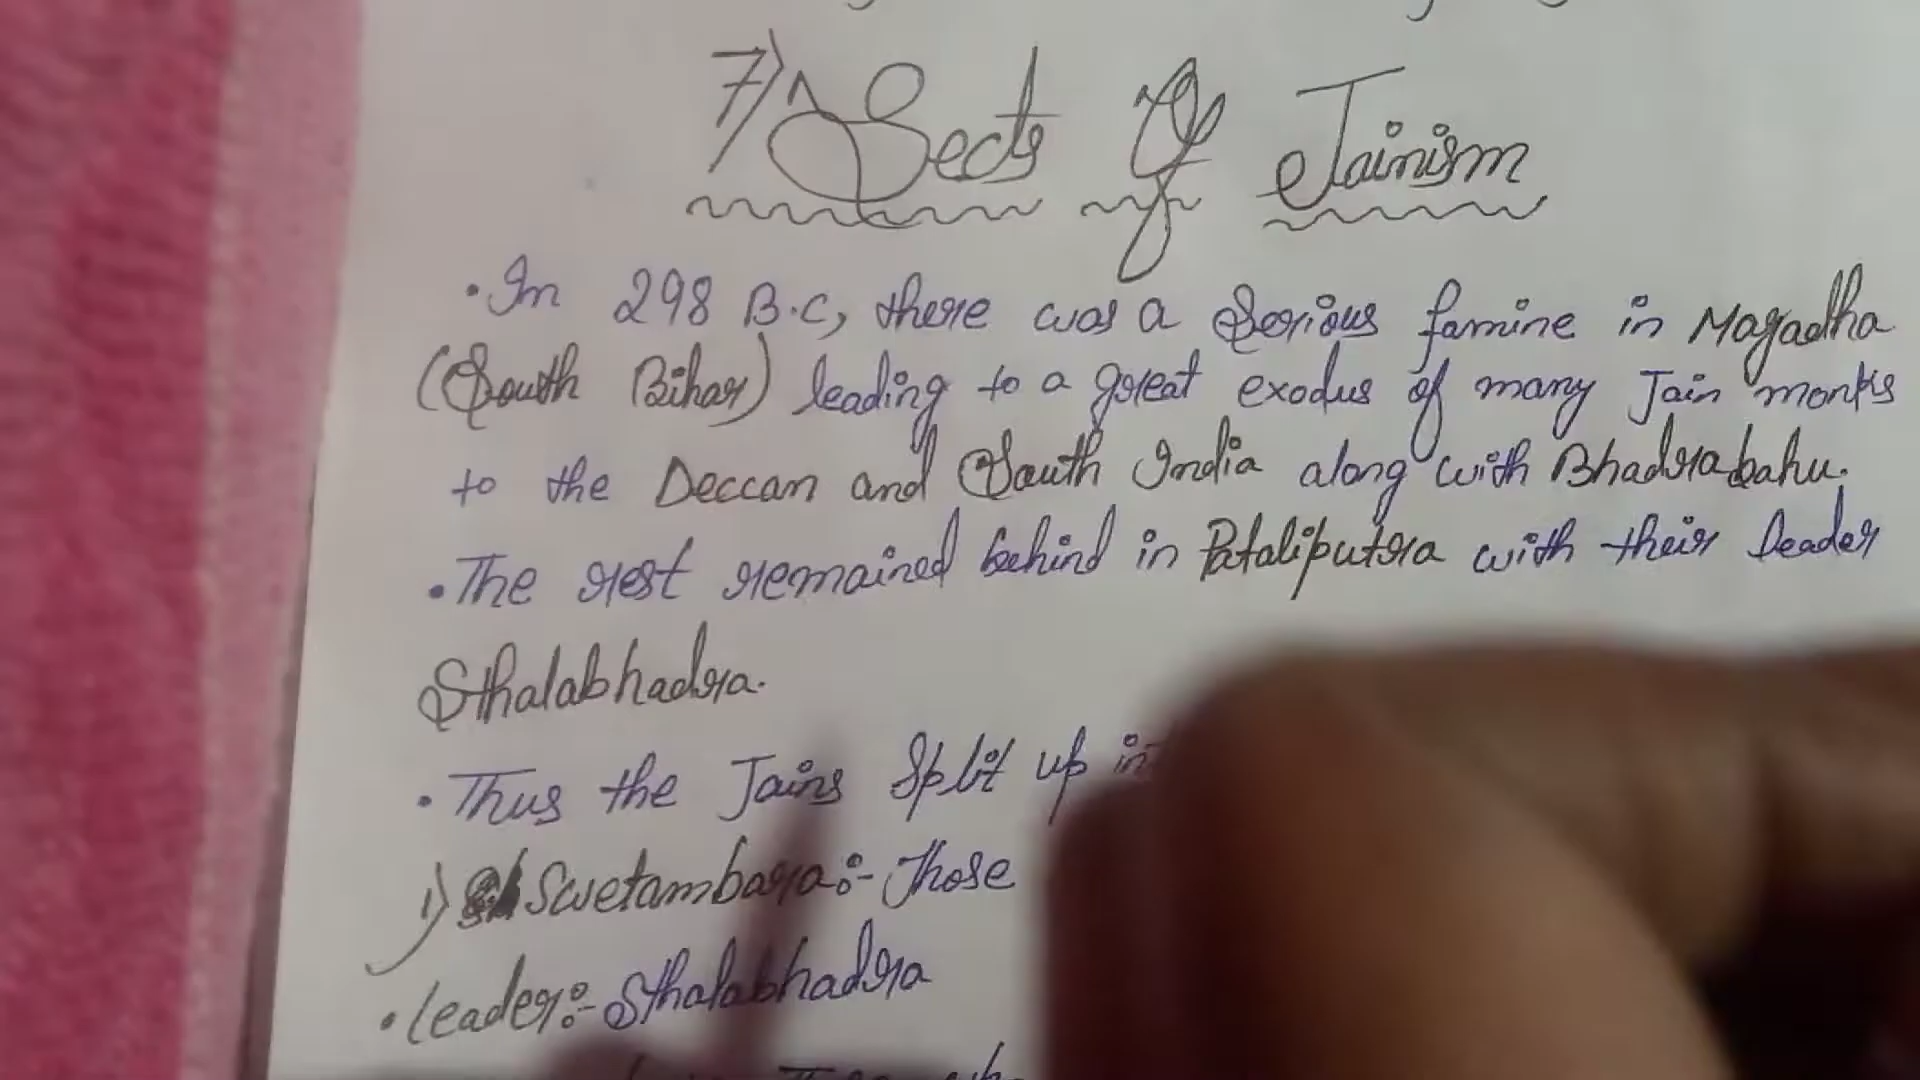 7) Sects Of Jainism
• In 298 B.C, there was a Serious famine in Magadha
(South Bihar) leading to a great exodus of many Jain monks
to the Deccan and South India along with Bhadrabahu.
• The rest remained behind in Pataliputra with their leader
Sthalabhadra.
• Thus the Jains Split up
1) Swetambara:- Those
• Leader:- Sthalabhadra